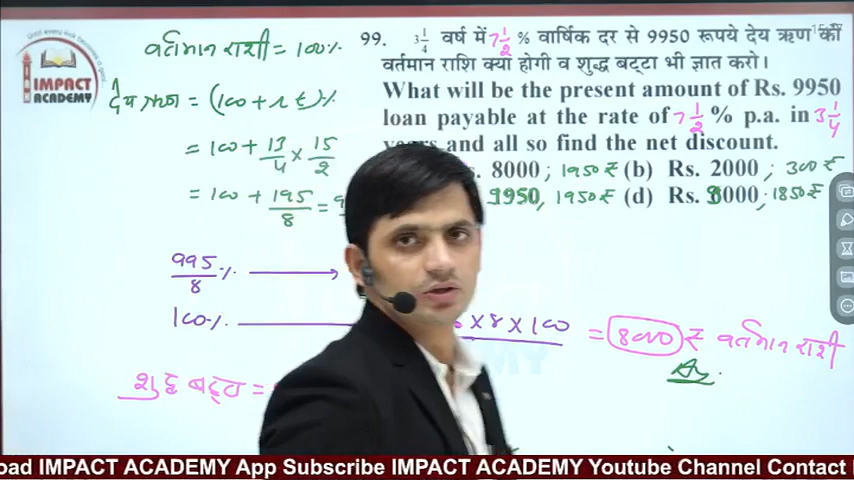 वर्तमान राशी = 100%
IMPACT
ACADEMY
देय ऋण = (100 + r t) %
= 100 + 13/4 × 15/2
= 100 + 195/8 =
99. 3 1/4 वर्ष में 7 1/2 % वार्षिक दर से 9950 रूपये देय ऋण की
वर्तमान राशि क्या होगी व शुद्ध बट्टा भी ज्ञात करो।
What will be the present amount of Rs. 9950
loan payable at the rate of 7 1/2 % p.a. in 3 1/4
and all so find the net discount.
8000 ; 1950 ₹ (b) Rs. 2000 ; 300 ₹
1950, 1950 ₹ (d) Rs. 8000 ; 1850 ₹
995/8 %
100%
× 8 × 100 = 8000 ₹ वर्तमान राशी
शुद्ध बट्टा =
IMPACT ACADEMY App Subscribe IMPACT ACADEMY Youtube Channel Contact